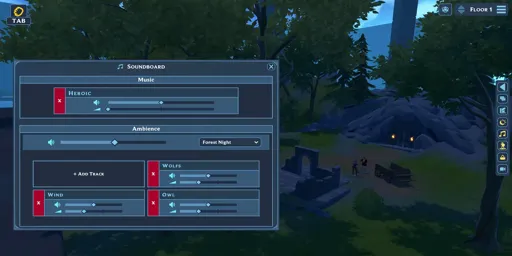 TAB
FLOOR 1
SOUNDBOARD
Music
X HEROIC
Ambience
Forest Night
+ ADD TRACK
X WOLFS
X WIND
X OWL